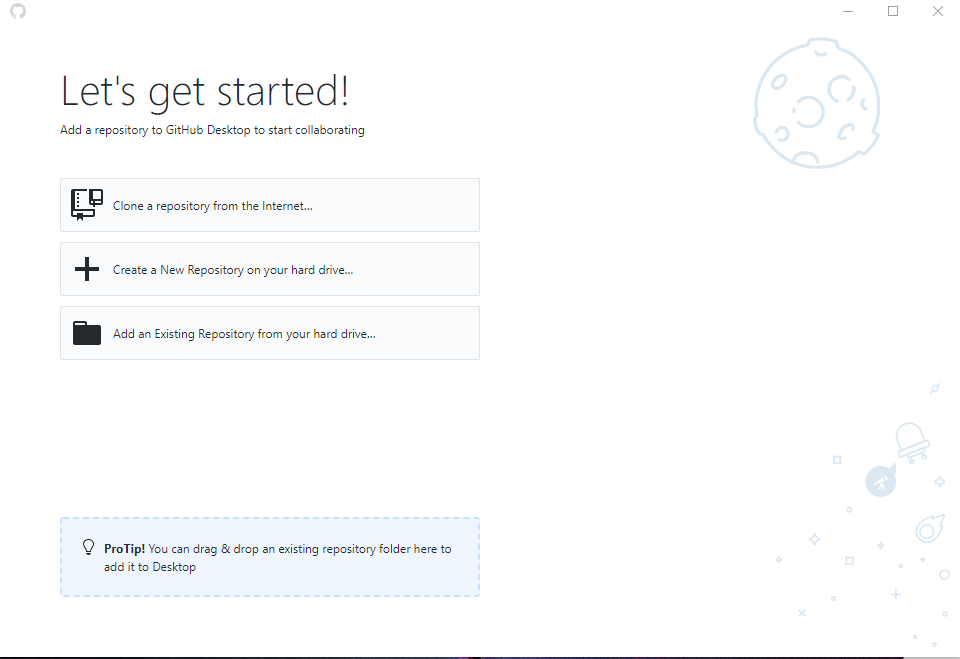 Let's get started!
Add a repository to GitHub Desktop to start collaborating
Clone a repository from the Internet...
Create a New Repository on your hard drive...
Add an Existing Repository from your hard drive...
ProTip! You can drag & drop an existing repository folder here to
add it to Desktop